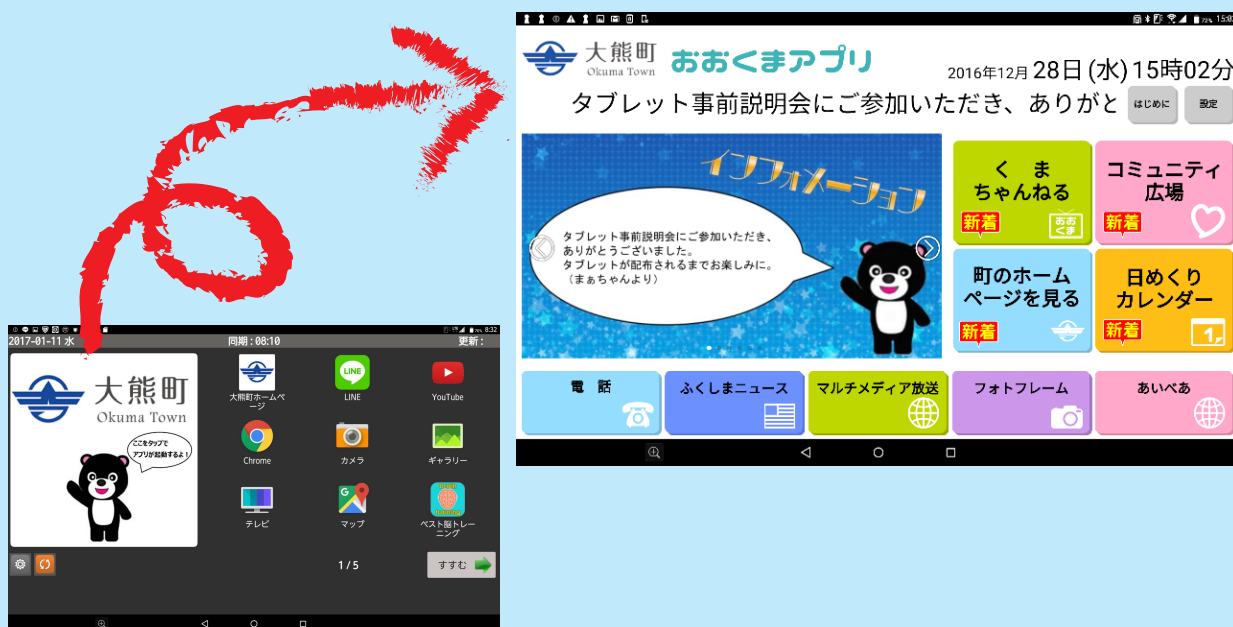 15:02
大熊町
Okuma Town
おおくまアプリ
2016年12月28日(水)15時02分
タブレット事前説明会にご参加いただき、ありがと
はじめに
設定
インフォメーション
タブレット事前説明会にご参加いただき、
ありがとうございました。
タブレットが配布されるまでお楽しみに。
(まぁちゃんより)
く ま
ちゃんねる
新着
おお
くま
コミュニティ
広場
新着
町のホーム
ページを見る
新着
日めくり
カレンダー
新着
1
電 話
ふくしまニュース
マルチメディア放送
フォトフレーム
あいべあ
8:32
2017-01-11 水
同期 : 08:10
更新 :
大熊町
Okuma Town
ここをタップで
アプリが起動するよ！
大熊町ホームペ
ージ
LINE
LINE
YouTube
Chrome
カメラ
ギャラリー
テレビ
G
マップ
ベスト脳トレー
ニング
1 / 5
すすむ